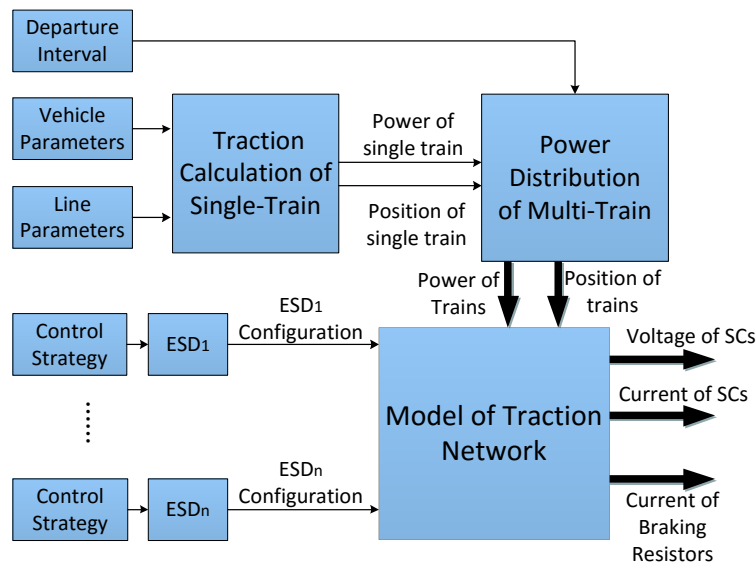 Departure
Interval
Vehicle
Parameters
Line
Parameters
Traction
Calculation of
Single-Train
Power of
single train
Position of
single train
Power
Distribution
of Multi-Train
Power of
Trains
Position of
trains
Control
Strategy
ESD1
ESD1
Configuration
Control
Strategy
ESDn
ESDn
Configuration
Model of Traction
Network
Voltage of SCs
Current of SCs
Current of
Braking
Resistors